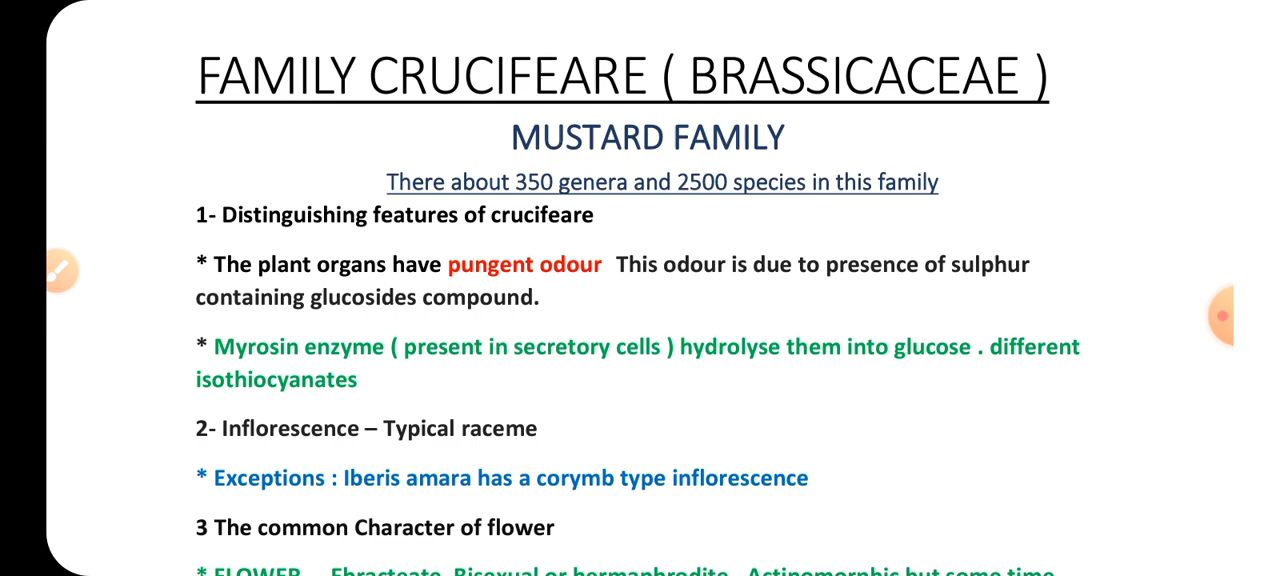 FAMILY CRUCIFEARE ( BRASSICACEAE )
MUSTARD FAMILY
There about 350 genera and 2500 species in this family
1- Distinguishing features of crucifeare
* The plant organs have pungent odour This odour is due to presence of sulphur
containing glucosides compound.
* Myrosin enzyme ( present in secretory cells ) hydrolyse them into glucose . different
isothiocyanates
2- Inflorescence – Typical raceme
* Exceptions : Iberis amara has a corymb type inflorescence
3 The common Character of flower
* FLOWER Ebracteate, Bisexual or hermaphrodite, Actinomorphic but some time